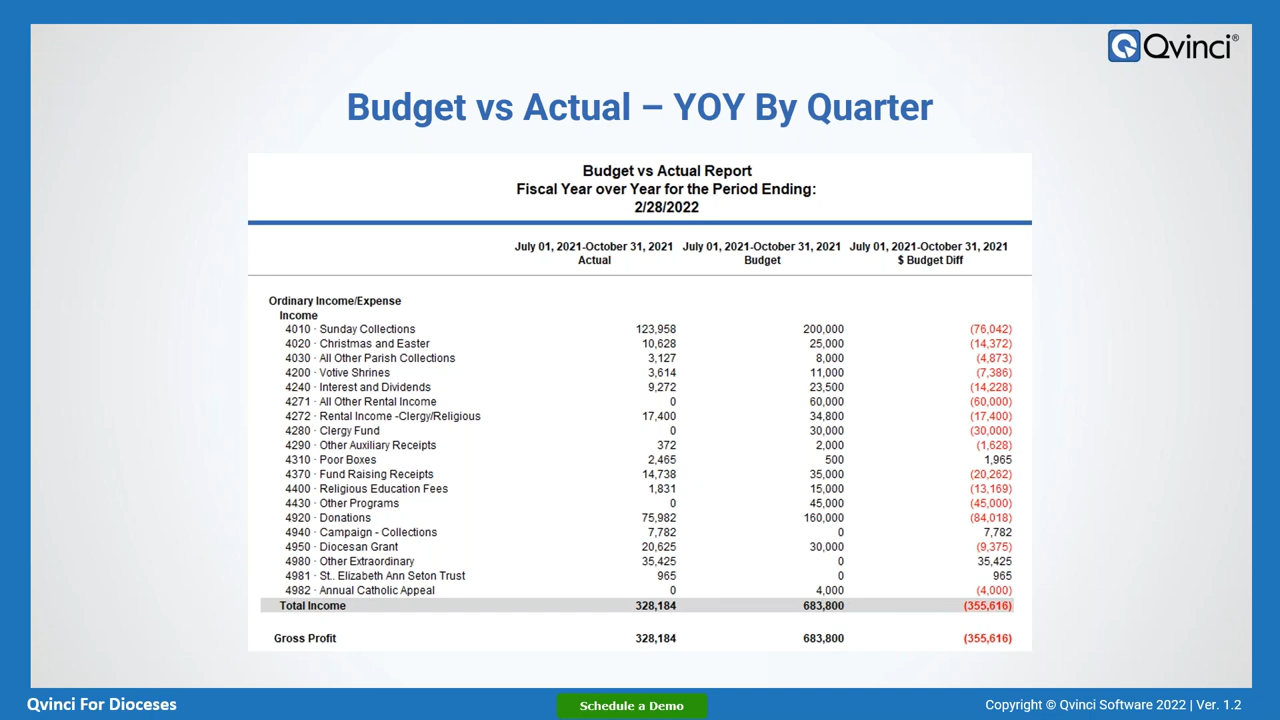 Qvinci®
Budget vs Actual – YOY By Quarter
Budget vs Actual Report
Fiscal Year over Year for the Period Ending:
2/28/2022
July 01, 2021-October 31, 2021 July 01, 2021-October 31, 2021 July 01, 2021-October 31, 2021
Actual Budget $ Budget Diff
Ordinary Income/Expense
Income
4010 · Sunday Collections 123,958 200,000 (76,042)
4020 · Christmas and Easter 10,628 25,000 (14,372)
4030 · All Other Parish Collections 3,127 8,000 (4,873)
4200 · Votive Shrines 3,614 11,000 (7,386)
4240 · Interest and Dividends 9,272 23,500 (14,228)
4271 · All Other Rental Income 0 60,000 (60,000)
4272 · Rental Income -Clergy/Religious 17,400 34,800 (17,400)
4280 · Clergy Fund 0 30,000 (30,000)
4290 · Other Auxiliary Receipts 372 2,000 (1,628)
4310 · Poor Boxes 2,465 500 1,965
4370 · Fund Raising Receipts 14,738 35,000 (20,262)
4400 · Religious Education Fees 1,831 15,000 (13,169)
4430 · Other Programs 0 45,000 (45,000)
4920 · Donations 75,982 160,000 (84,018)
4940 · Campaign - Collections 7,782 0 7,782
4950 · Diocesan Grant 20,625 30,000 (9,375)
4980 · Other Extraordinary 35,425 0 35,425
4981 · St.. Elizabeth Ann Seton Trust 965 0 965
4982 · Annual Catholic Appeal 0 4,000 (4,000)
Total Income 328,184 683,800 (355,616)
Gross Profit 328,184 683,800 (355,616)
Qvinci For Dioceses
Schedule a Demo
Copyright © Qvinci Software 2022 | Ver. 1.2